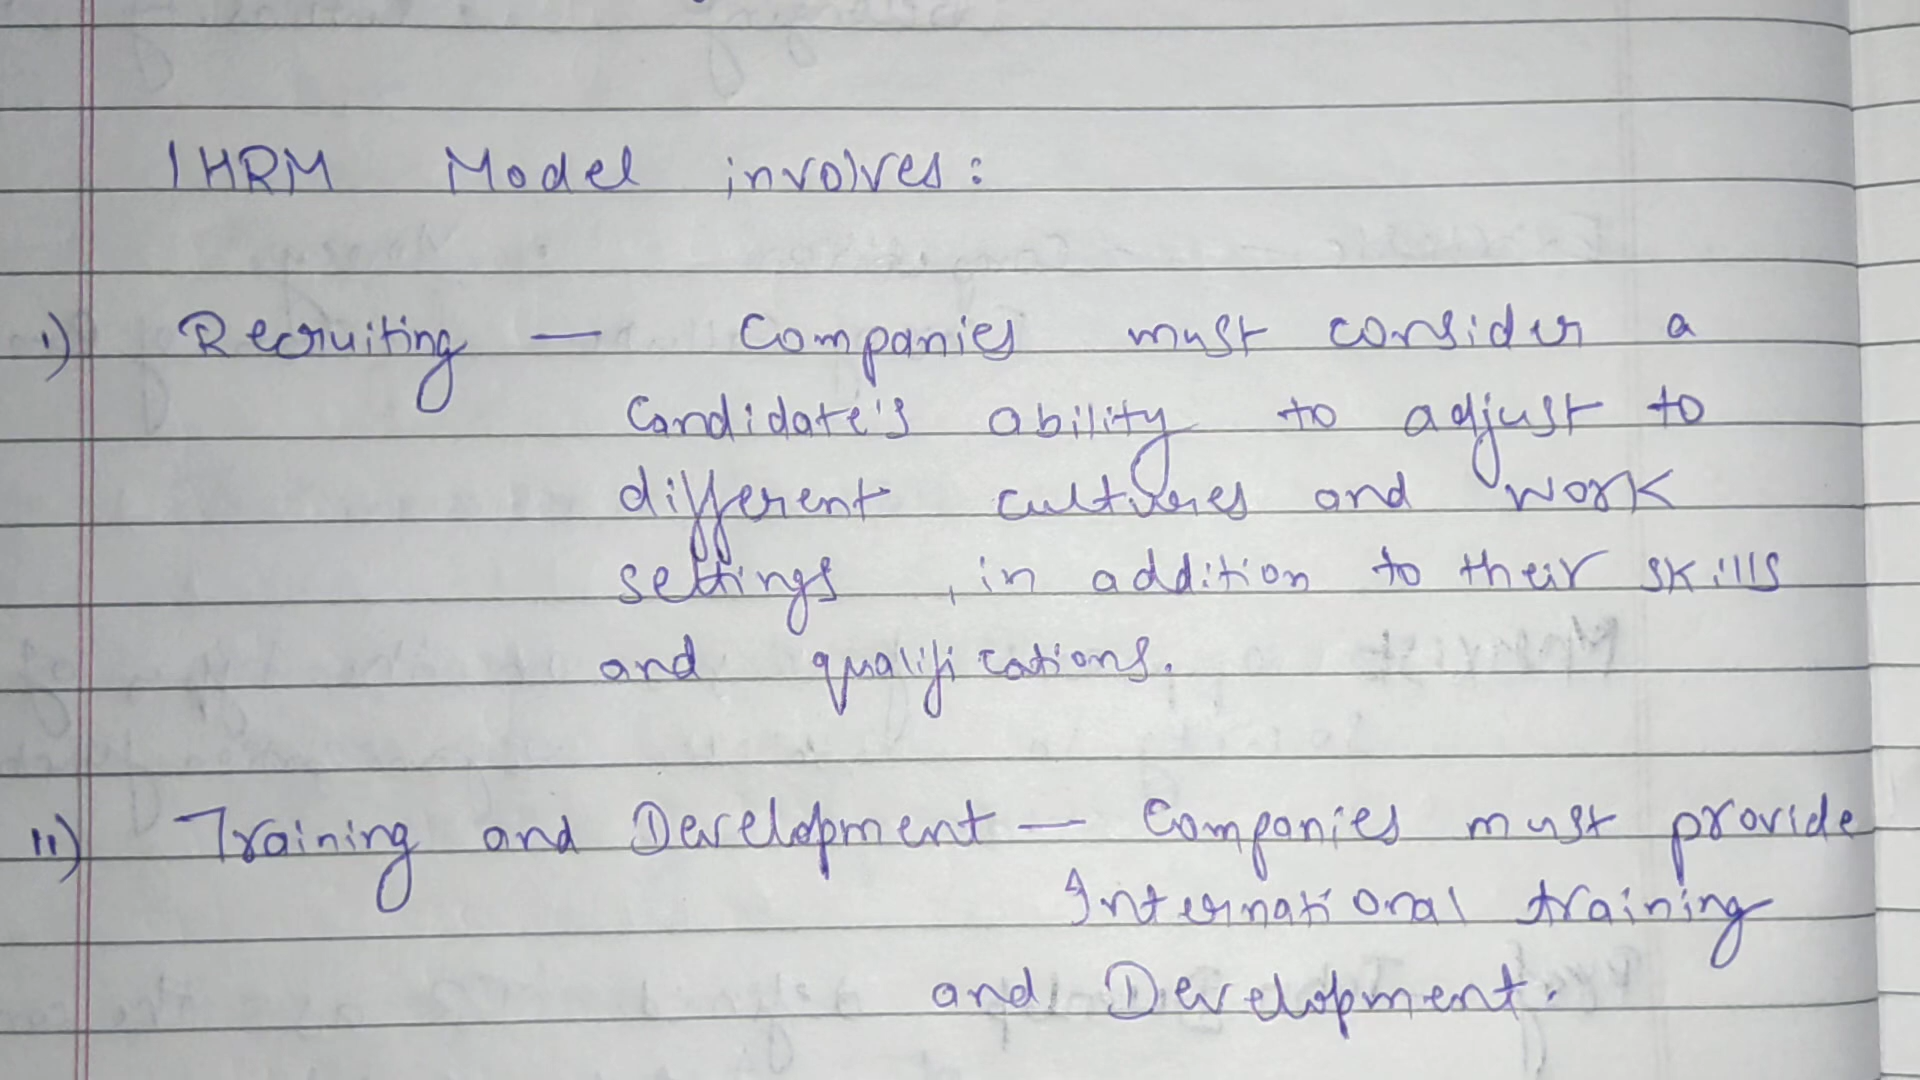 IHRM Model involves:
i) Recruiting — Companies must consider a
Candidate's ability to adjust to
different cultures and work
settings , in addition to their skills
and qualifications.
ii) Training and Development — Companies must provide
International training
and Development.